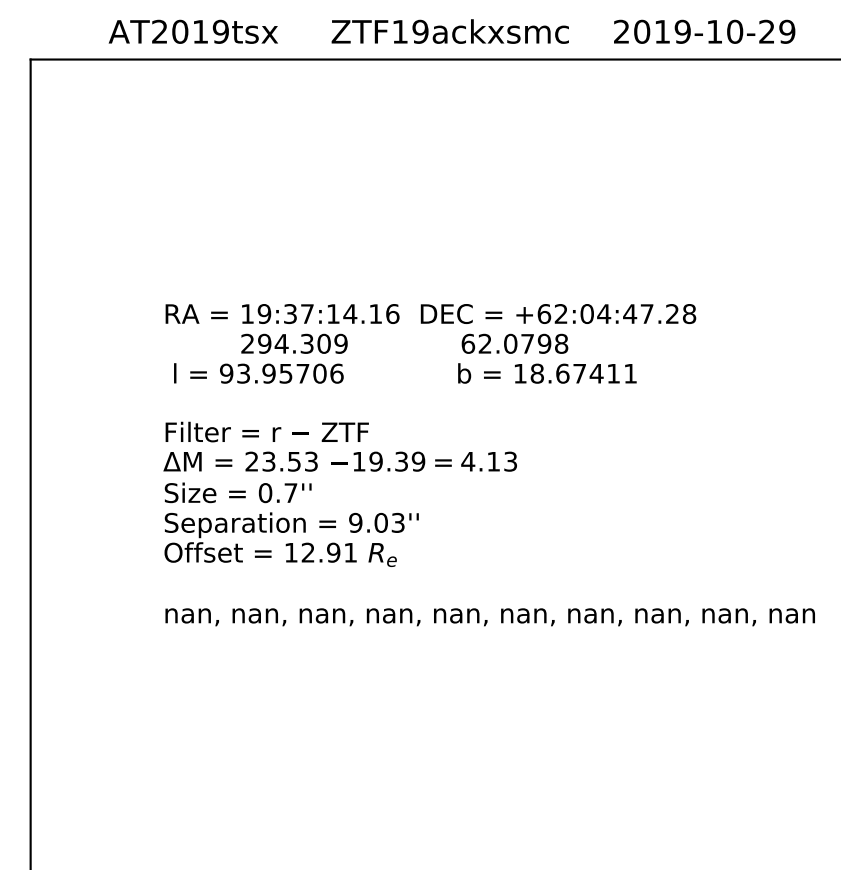 AT2019tsx ZTF19ackxsmc 2019-10-29
RA = 19:37:14.16 DEC = +62:04:47.28
294.309 62.0798
l = 93.95706 b = 18.67411
Filter = r − ZTF
ΔM = 23.53 −19.39 = 4.13
Size = 0.7''
Separation = 9.03''
Offset = 12.91 Re
nan, nan, nan, nan, nan, nan, nan, nan, nan, nan